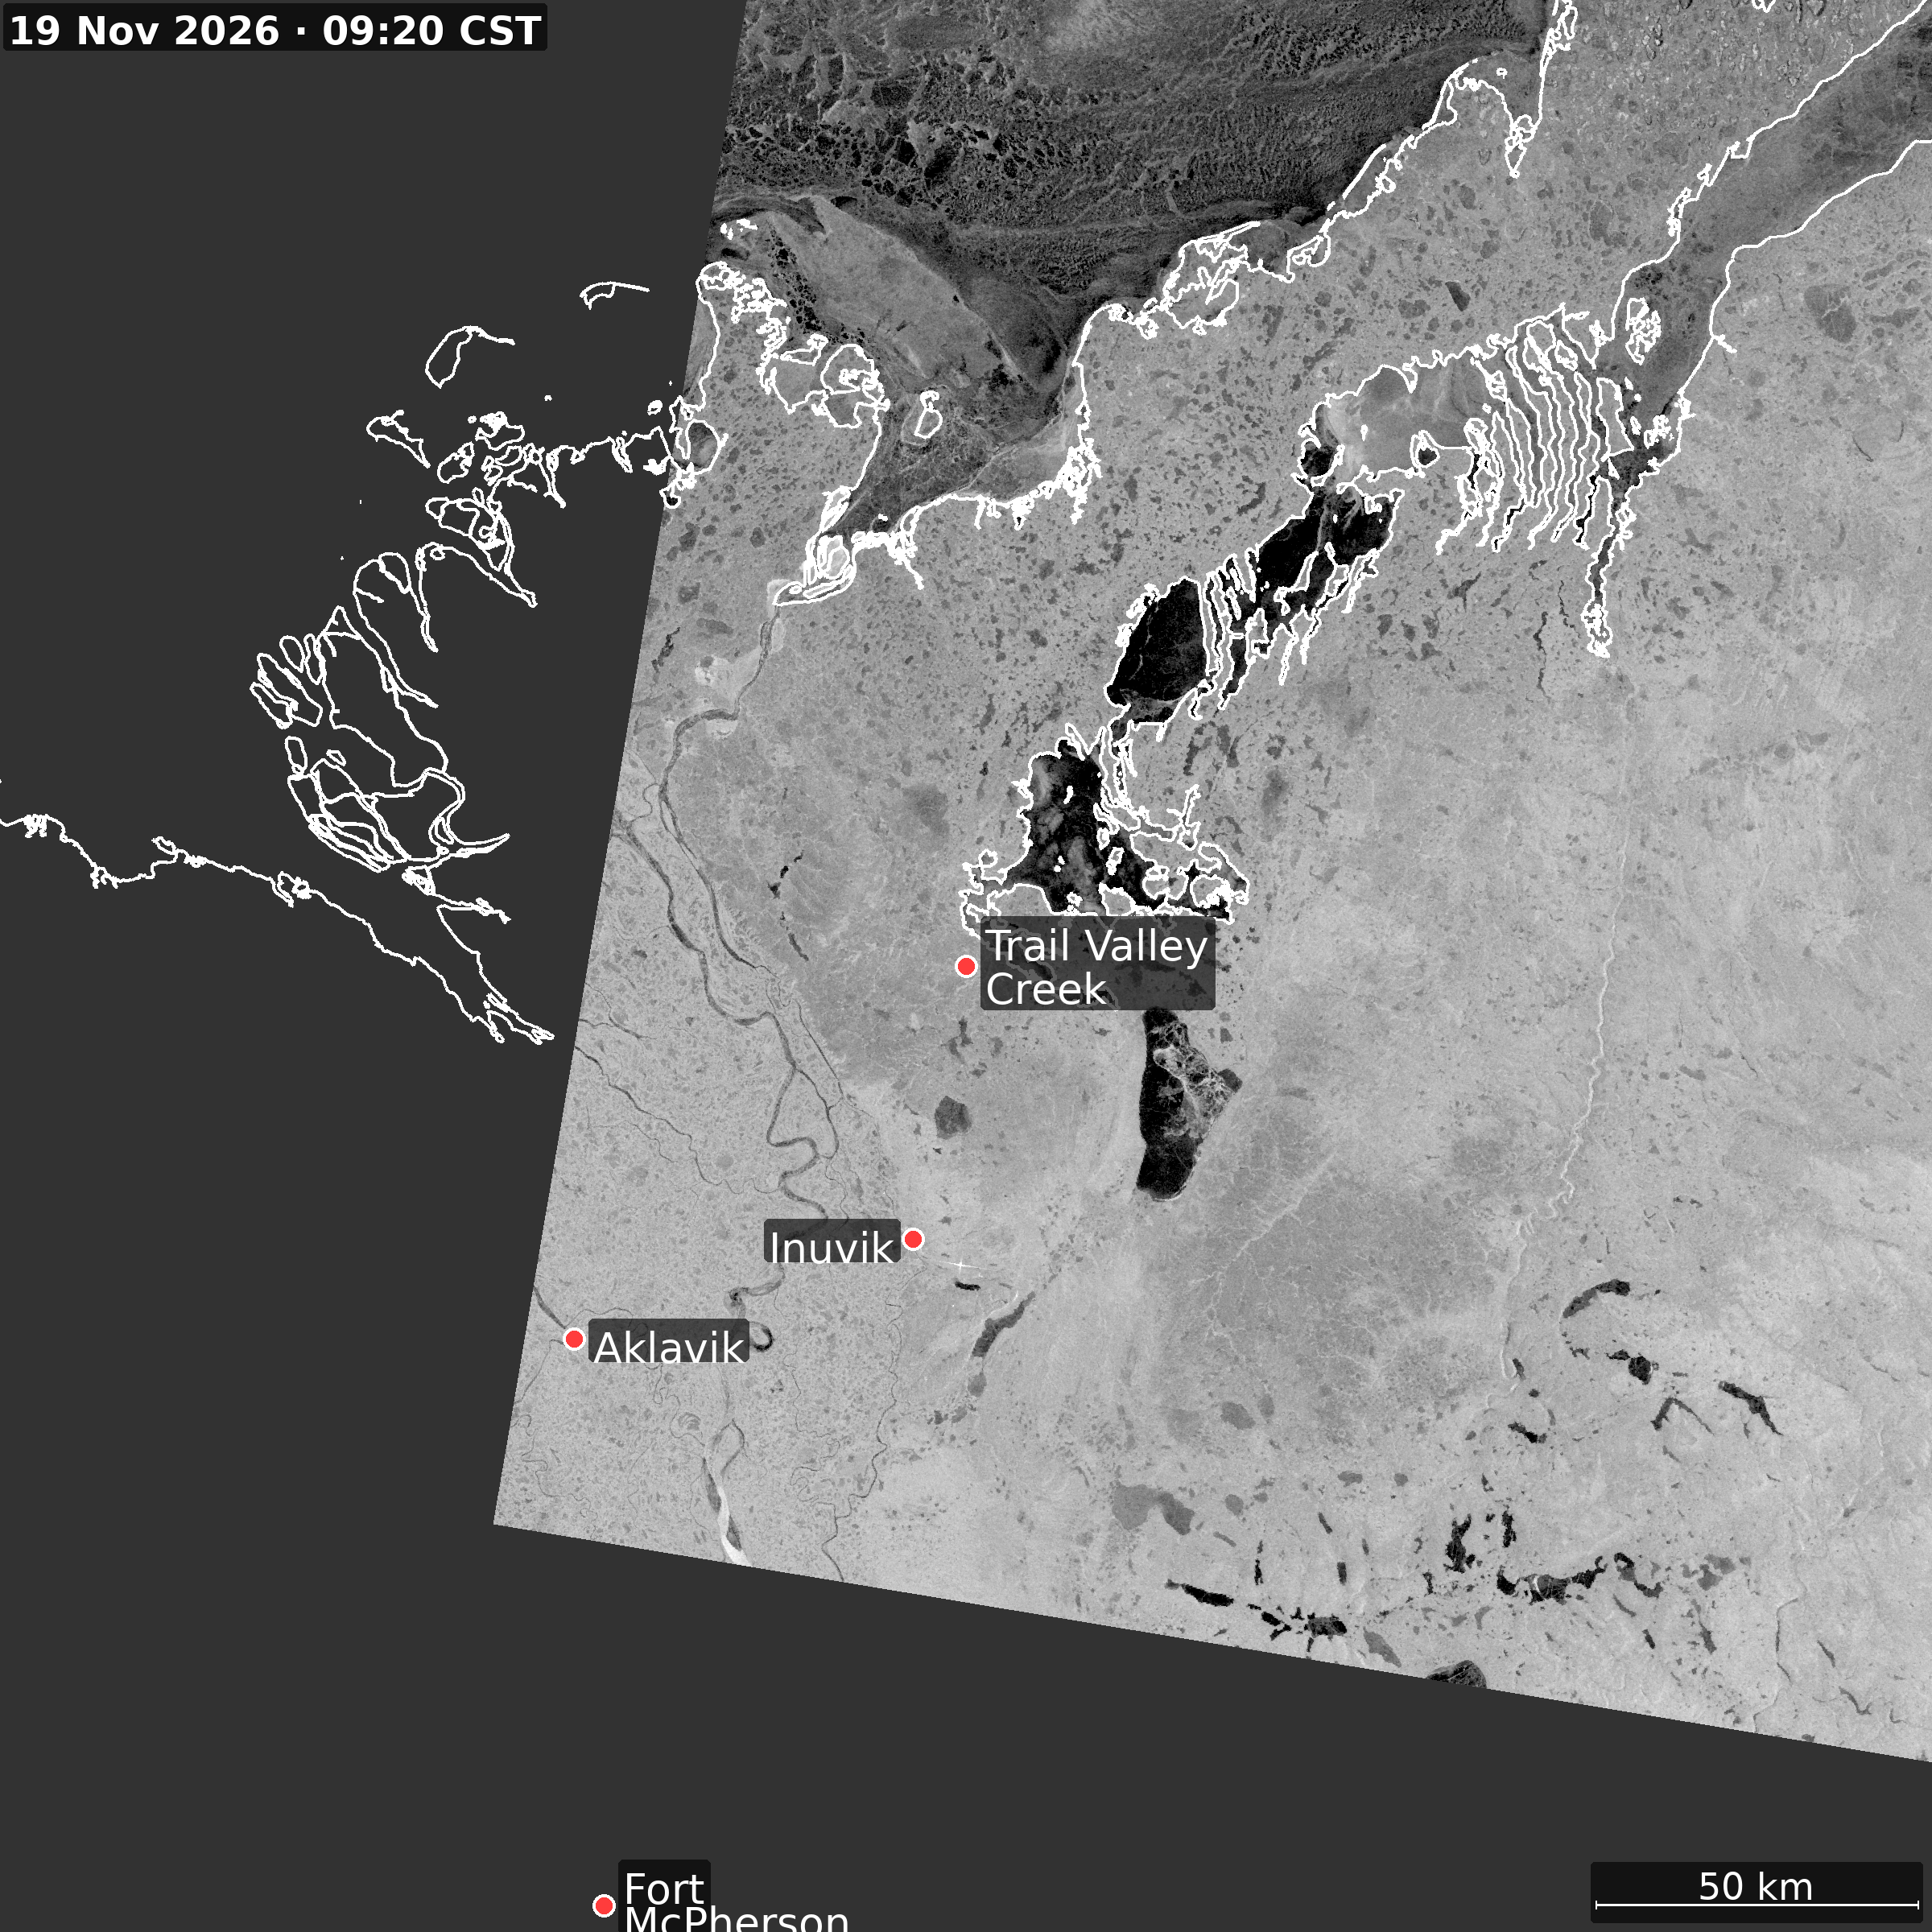 19 Nov 2026 · 09:20 CST
Trail Valley
Creek
Inuvik
Aklavik
50 km
Fort
McPherson